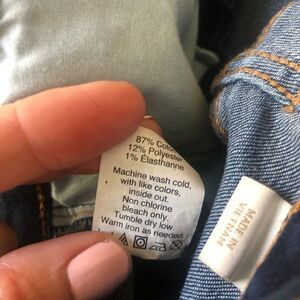 87% Cotton
12% Polyester
1% Elasthanne
Machine wash cold,
with like colors,
inside out.
Non chlorine
bleach only.
Tumble dry low.
Warm iron as needed.
MADE IN
VIETNAM